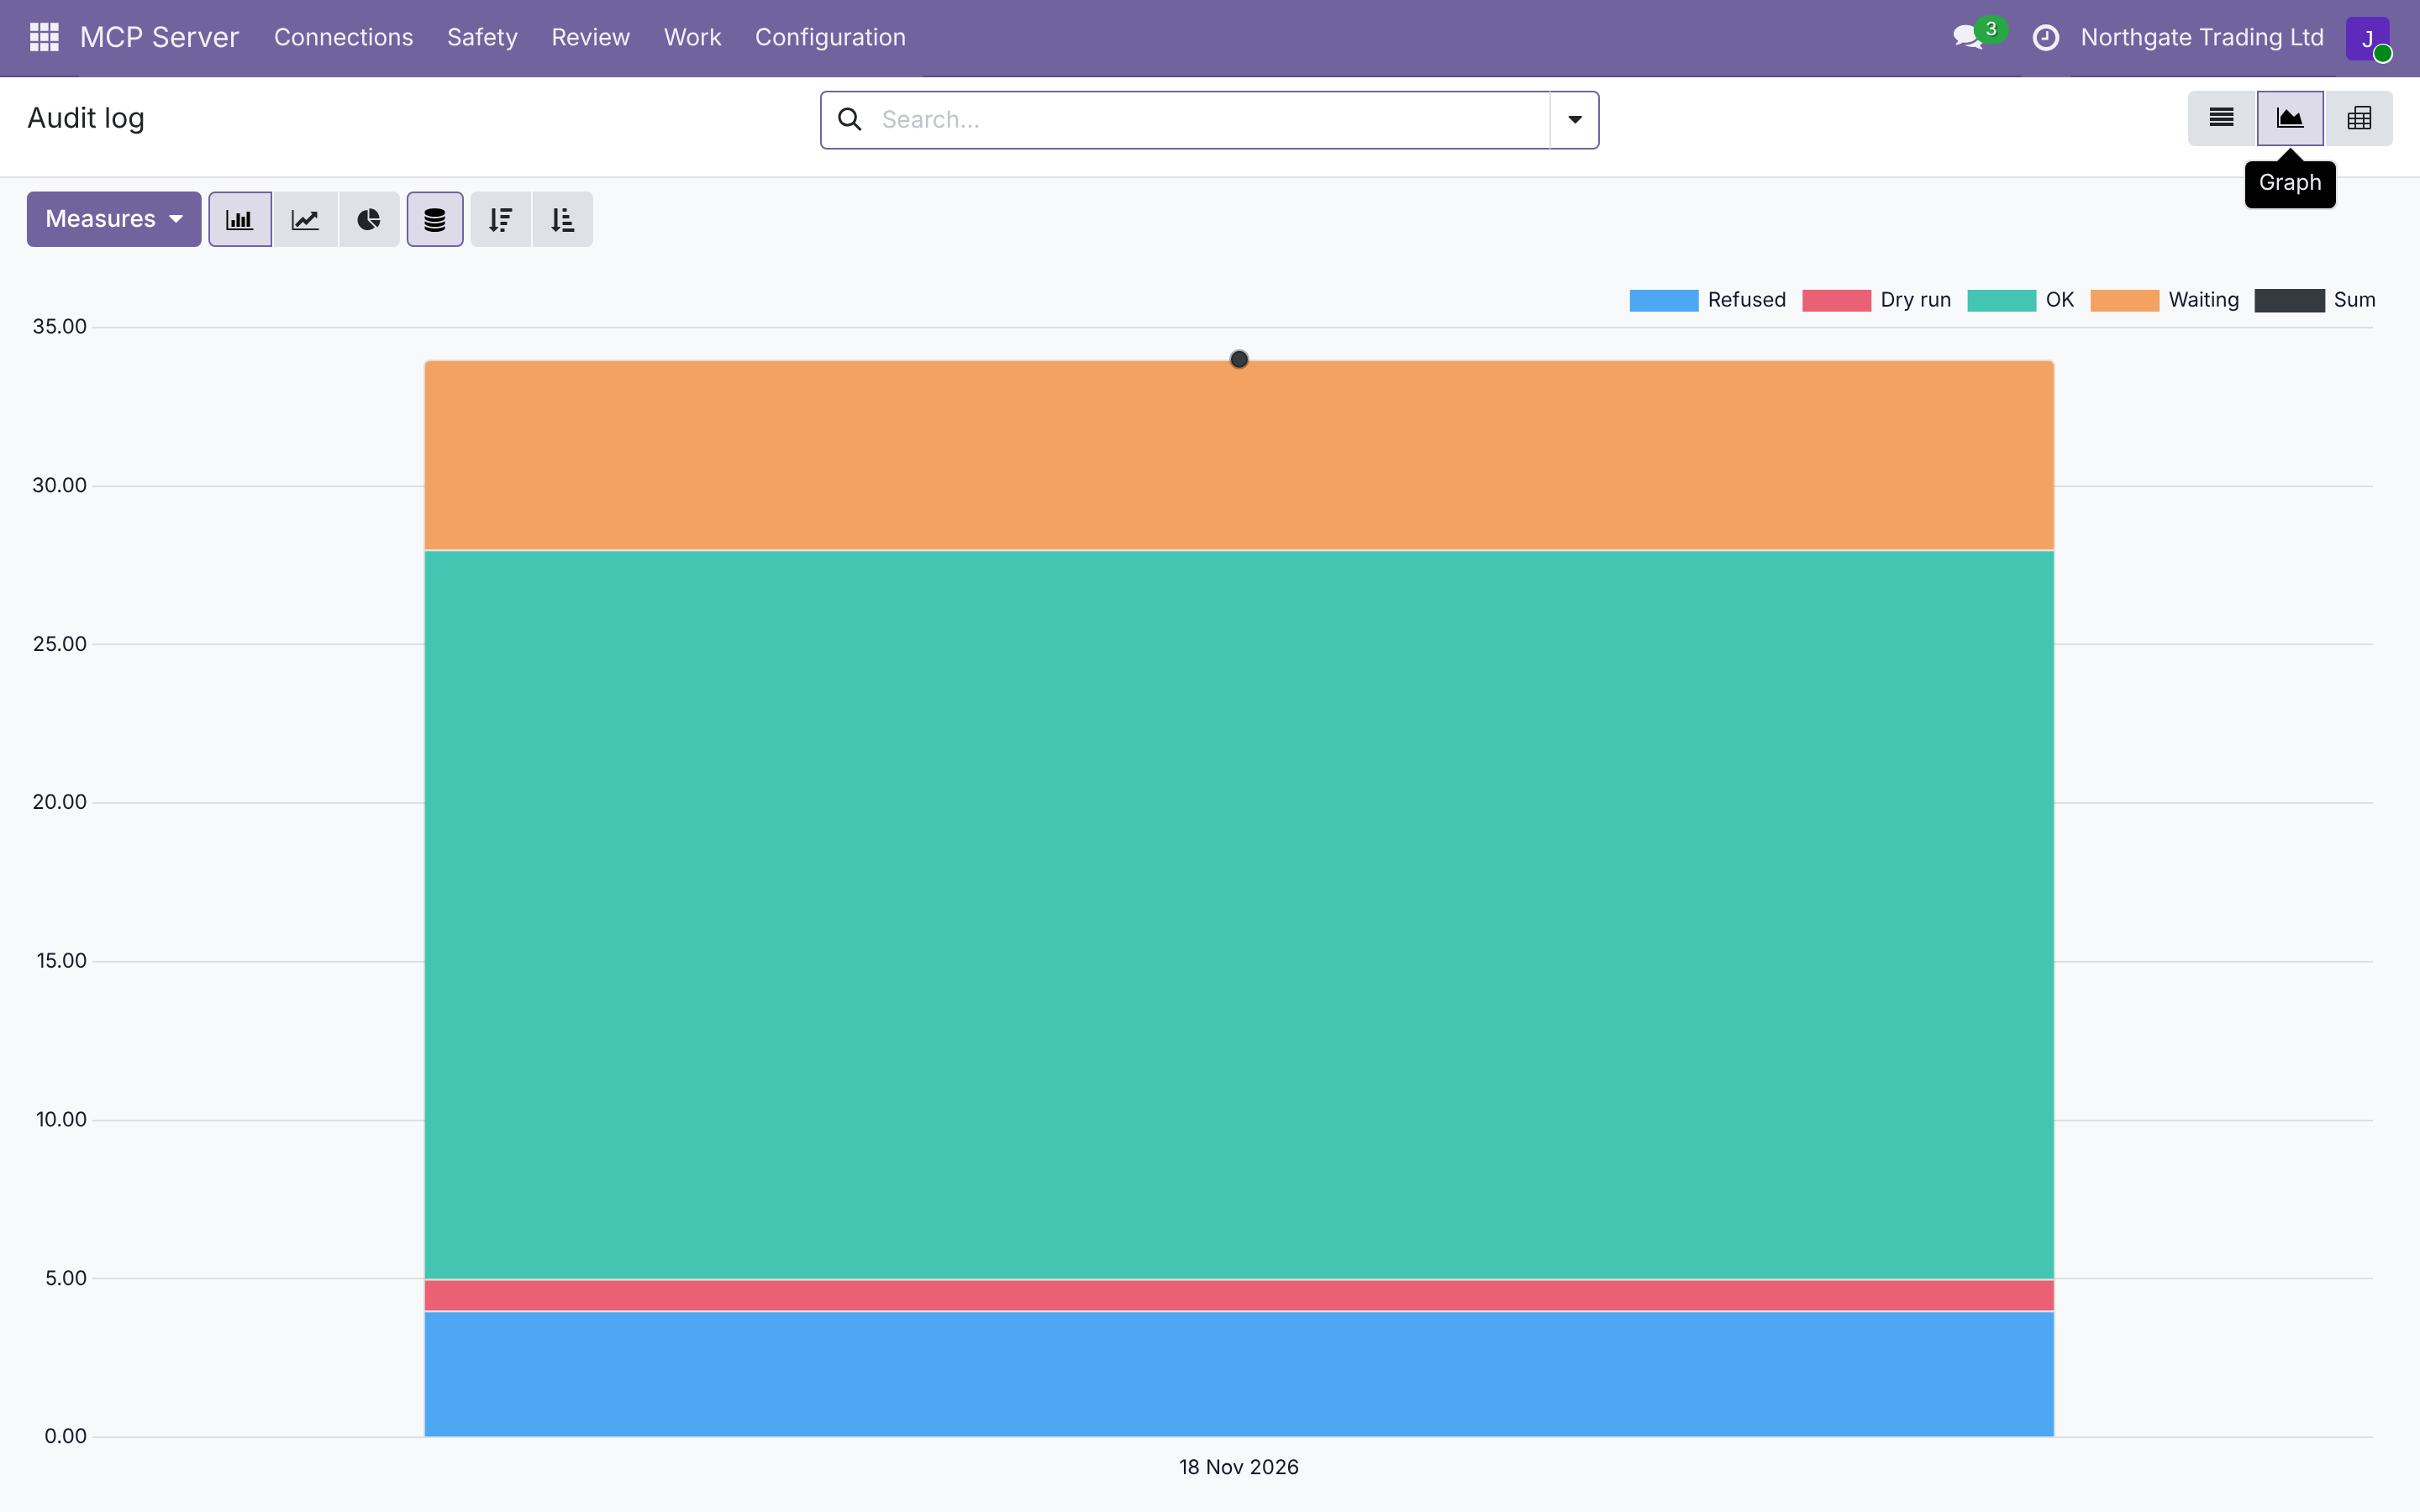 MCP Server Connections Safety Review Work Configuration 3 Northgate Trading Ltd J
Audit log Search...
Graph
Measures
Refused Dry run OK Waiting Sum
35.00
30.00
25.00
20.00
15.00
10.00
5.00
0.00
18 Nov 2026